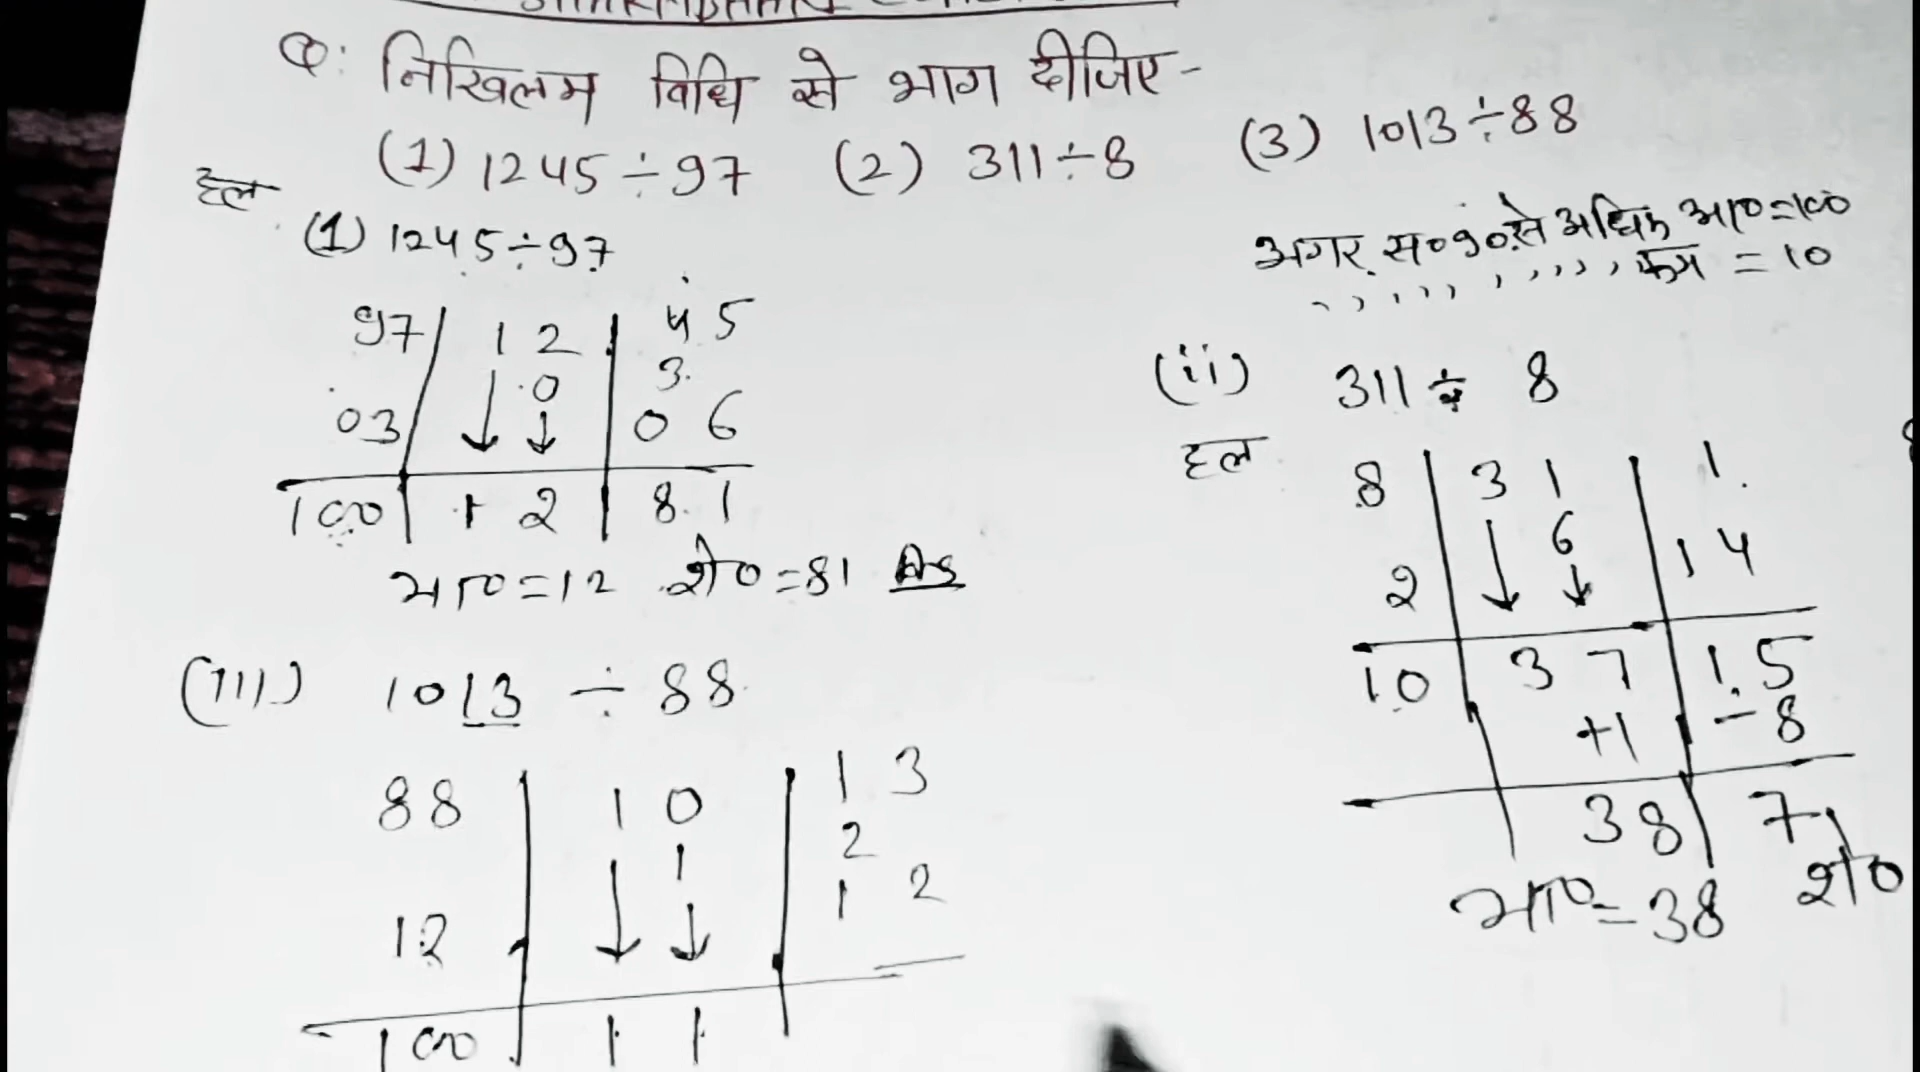 Q: निखिलम विधि से भाग दीजिए-
(1) 1245÷97 (2) 311÷8 (3) 1013÷88
हल
(1) 1245÷97
97 | 1 2 | 4 5
0 | 3
03 | 0 6
100 | 1 2 | 8 1
भा०=12 शे०=81 Ans
अगर सं० 90 से अधिक आ०=100
,, ,, ,, ,, कम = 10
(ii) 311 ÷ 8
हल
8 | 3 1 | 1
6
2 | 14
10 | 3 7 | 1 5
+1 | -8
38 | 7
भा०=38 शे०
(iii) 1013 ÷ 88
88 | 1 0 | 1 3
1 | 2
12 | 1 2
100 | 1 1